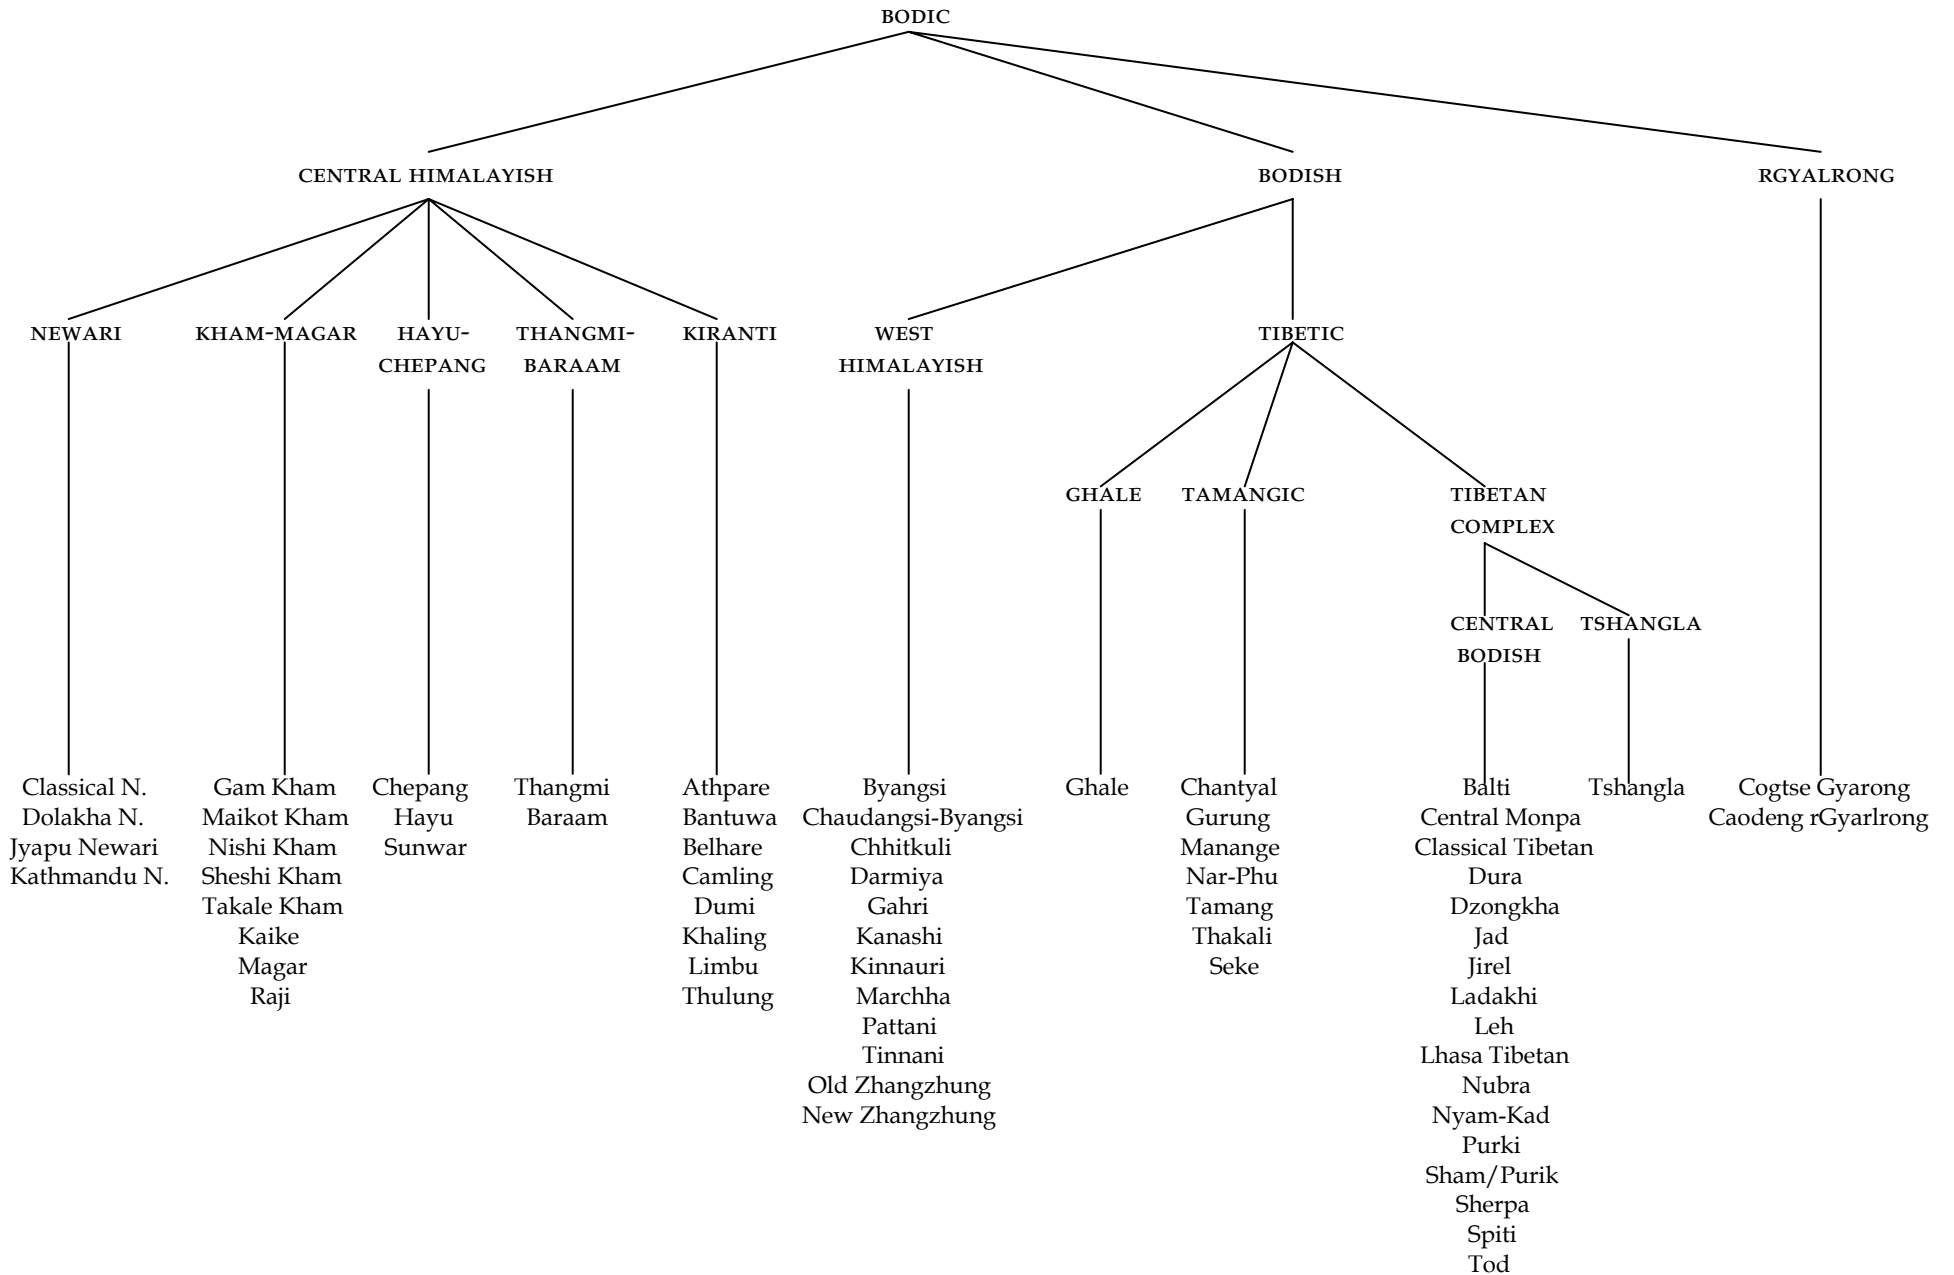 BODIC
CENTRAL HIMALAYISH
BODISH
RGYALRONG
NEWARI
KHAM-MAGAR
HAYU-
CHEPANG
THANGMI-
BARAAM
KIRANTI
WEST
HIMALAYISH
TIBETIC
GHALE
TAMANGIC
TIBETAN
COMPLEX
CENTRAL
BODISH
TSHANGLA
Classical N.
Dolakha N.
Jyapu Newari
Kathmandu N.
Gam Kham
Maikot Kham
Nishi Kham
Sheshi Kham
Takale Kham
Kaike
Magar
Raji
Chepang
Hayu
Sunwar
Thangmi
Baraam
Athpare
Bantuwa
Belhare
Camling
Dumi
Khaling
Limbu
Thulung
Byangsi
Chaudangsi-Byangsi
Chhitkuli
Darmiya
Gahri
Kanashi
Kinnauri
Marchha
Pattani
Tinnani
Old Zhangzhung
New Zhangzhung
Ghale
Chantyal
Gurung
Manange
Nar-Phu
Tamang
Thakali
Seke
Balti
Central Monpa
Classical Tibetan
Dura
Dzongkha
Jad
Jirel
Ladakhi
Leh
Lhasa Tibetan
Nubra
Nyam-Kad
Purki
Sham/Purik
Sherpa
Spiti
Tod
Tshangla
Cogtse Gyarong
Caodeng rGyarlrong